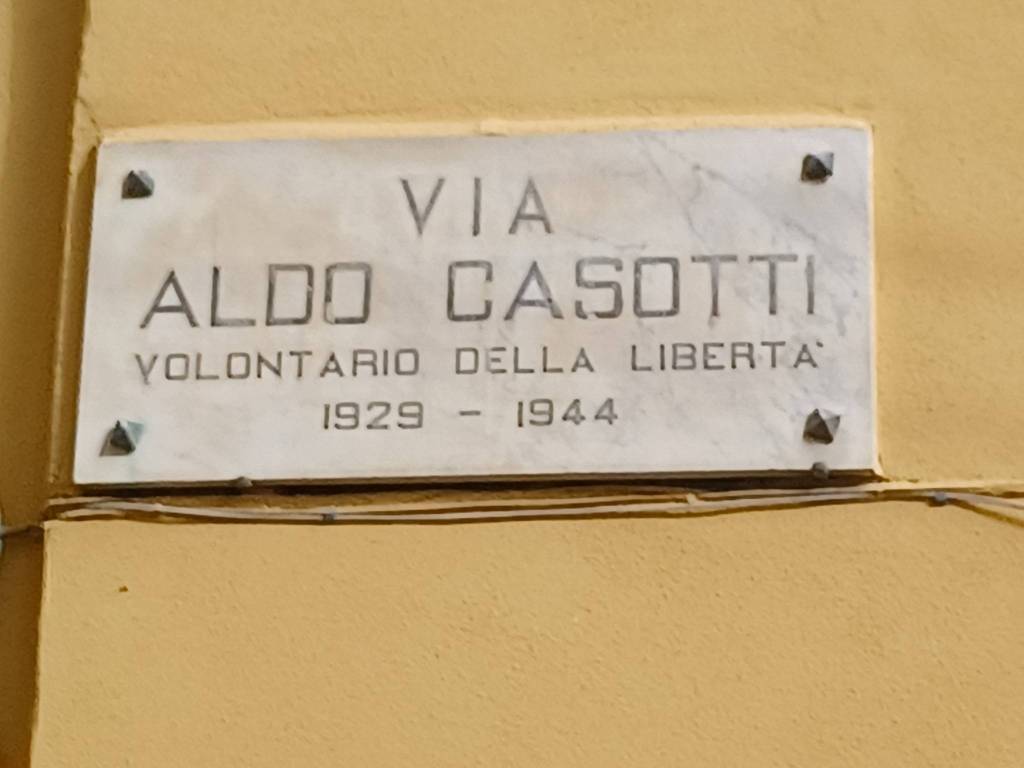 VIA
ALDO CASOTTI
VOLONTARIO DELLA LIBERTA`
1929 - 1944